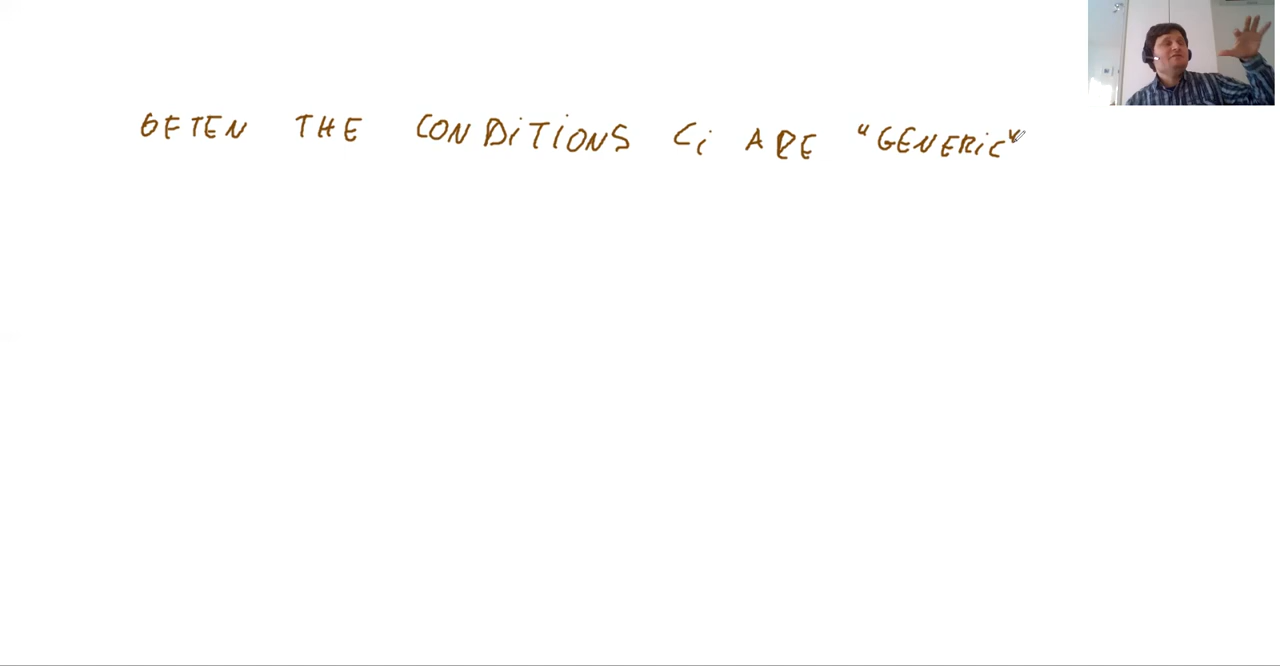 OFTEN THE CONDITIONS Ci ARE "GENERIC"